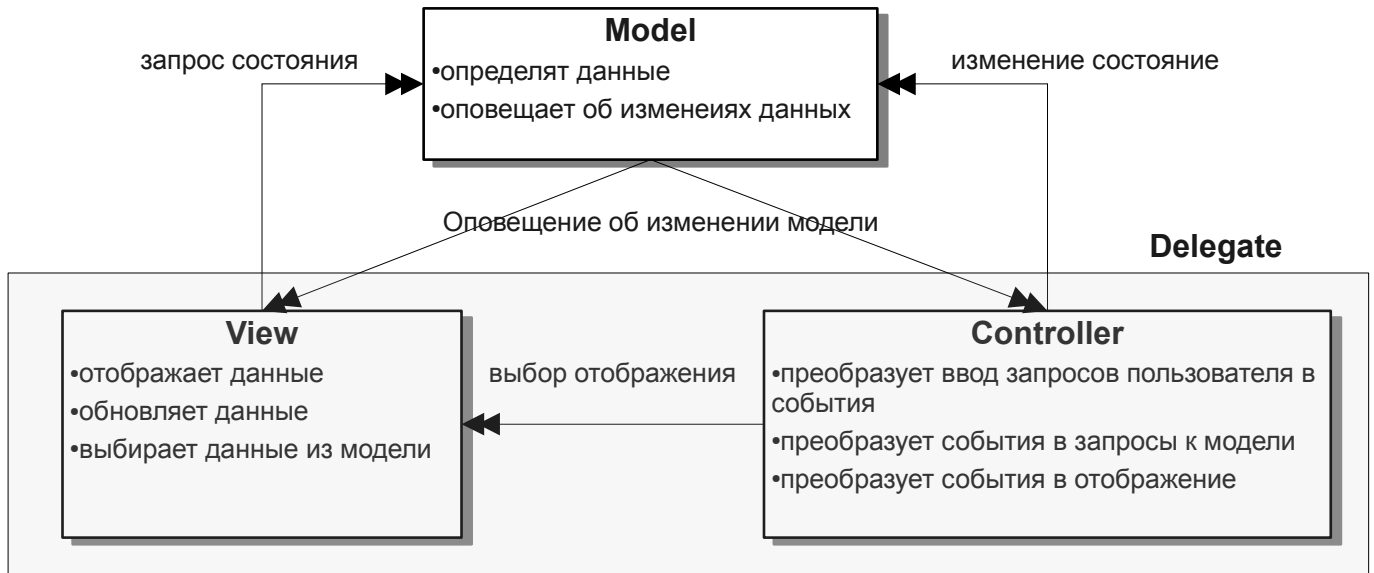 Model
запрос состояния
•определят данные
изменение состояние
•оповещает об изменеиях данных
Оповещение об изменении модели
Delegate
View
•отображает данные
•обновляет данные
•выбирает данные из модели
выбор отображения
Controller
•преобразует ввод запросов пользователя в
события
•преобразует события в запросы к модели
•преобразует события в отображение